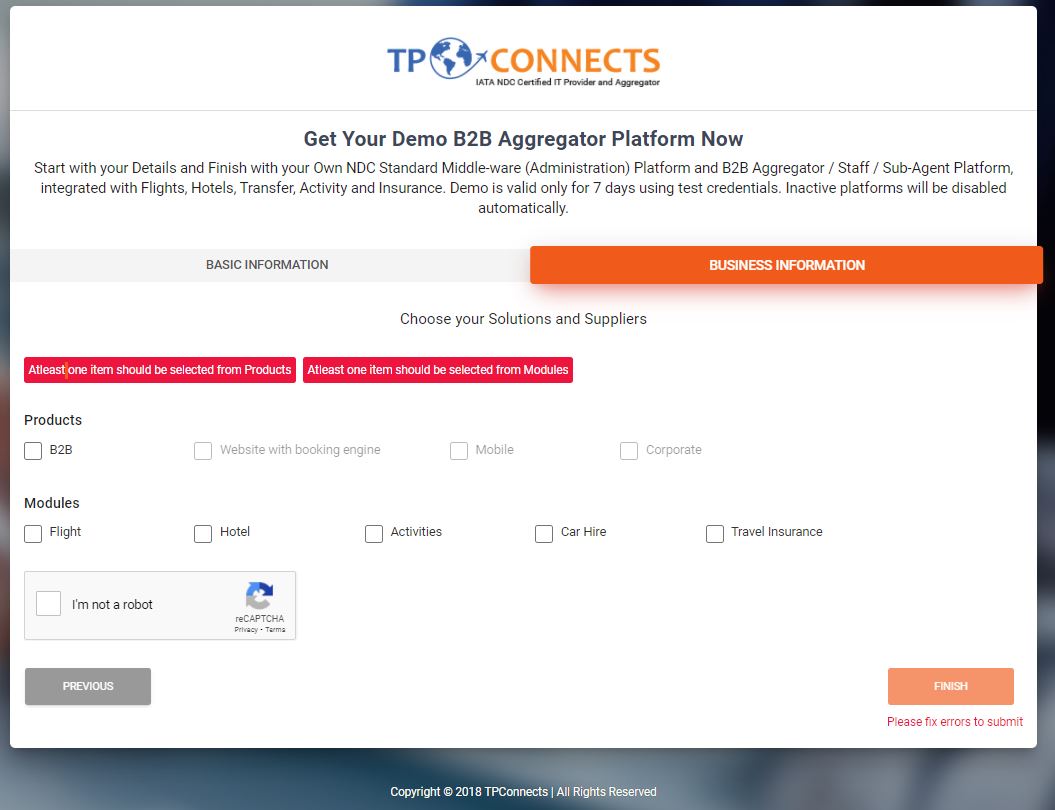 TP CONNECTS
IATA NDC Certified IT Provider and Aggregator
Get Your Demo B2B Aggregator Platform Now
Start with your Details and Finish with your Own NDC Standard Middle-ware (Administration) Platform and B2B Aggregator / Staff / Sub-Agent Platform,
integrated with Flights, Hotels, Transfer, Activity and Insurance. Demo is valid only for 7 days using test credentials. Inactive platforms will be disabled
automatically.
BASIC INFORMATION BUSINESS INFORMATION
Choose your Solutions and Suppliers
Atleast one item should be selected from Products Atleast one item should be selected from Modules
Products
B2B Website with booking engine Mobile Corporate
Modules
Flight Hotel Activities Car Hire Travel Insurance
I'm not a robot
reCAPTCHA
Privacy - Terms
PREVIOUS FINISH
Please fix errors to submit
Copyright © 2018 TPConnects | All Rights Reserved